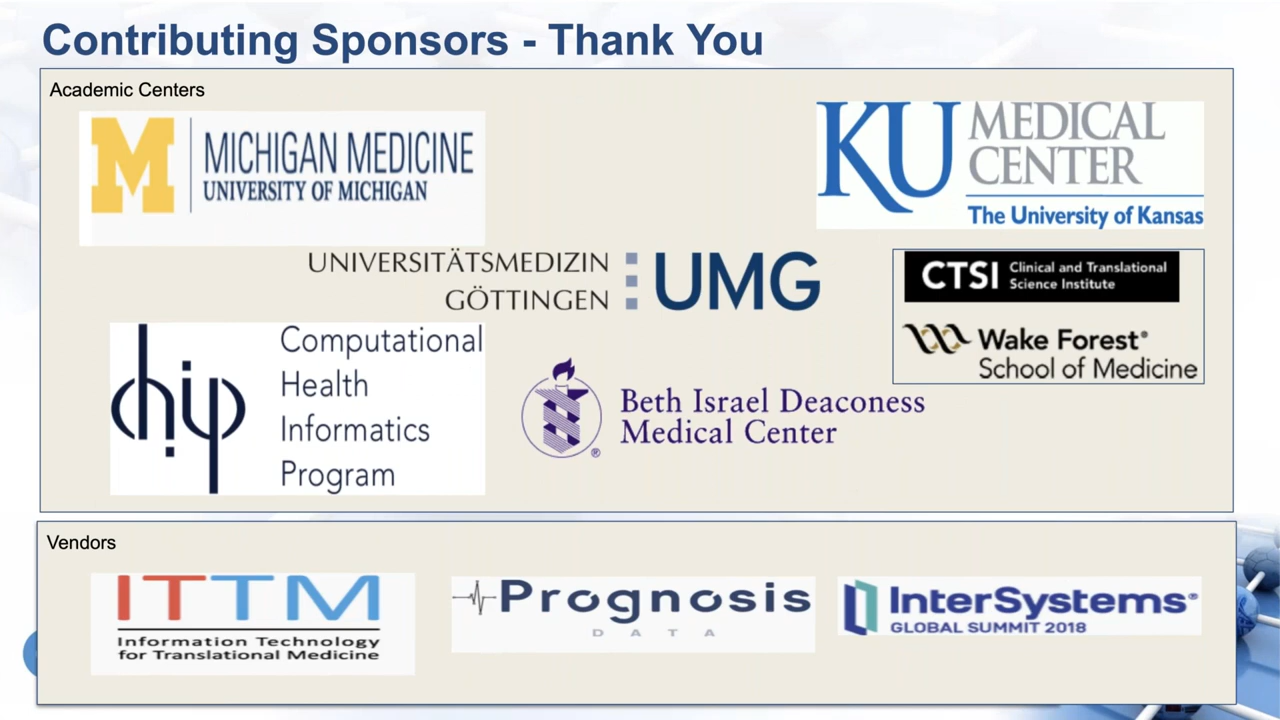 Contributing Sponsors - Thank You
Academic Centers
M
MICHIGAN MEDICINE
UNIVERSITY OF MICHIGAN
KU
MEDICAL
CENTER
The University of Kansas
UNIVERSITÄTSMEDIZIN
GÖTTINGEN
UMG
CTSI
Clinical and Translational
Science Institute
Wake Forest®
School of Medicine
chip
Computational
Health
Informatics
Program
Beth Israel Deaconess
Medical Center
®
Vendors
ITTM
Information Technology
for Translational Medicine
Prognosis
DATA
InterSystems®
GLOBAL SUMMIT 2018